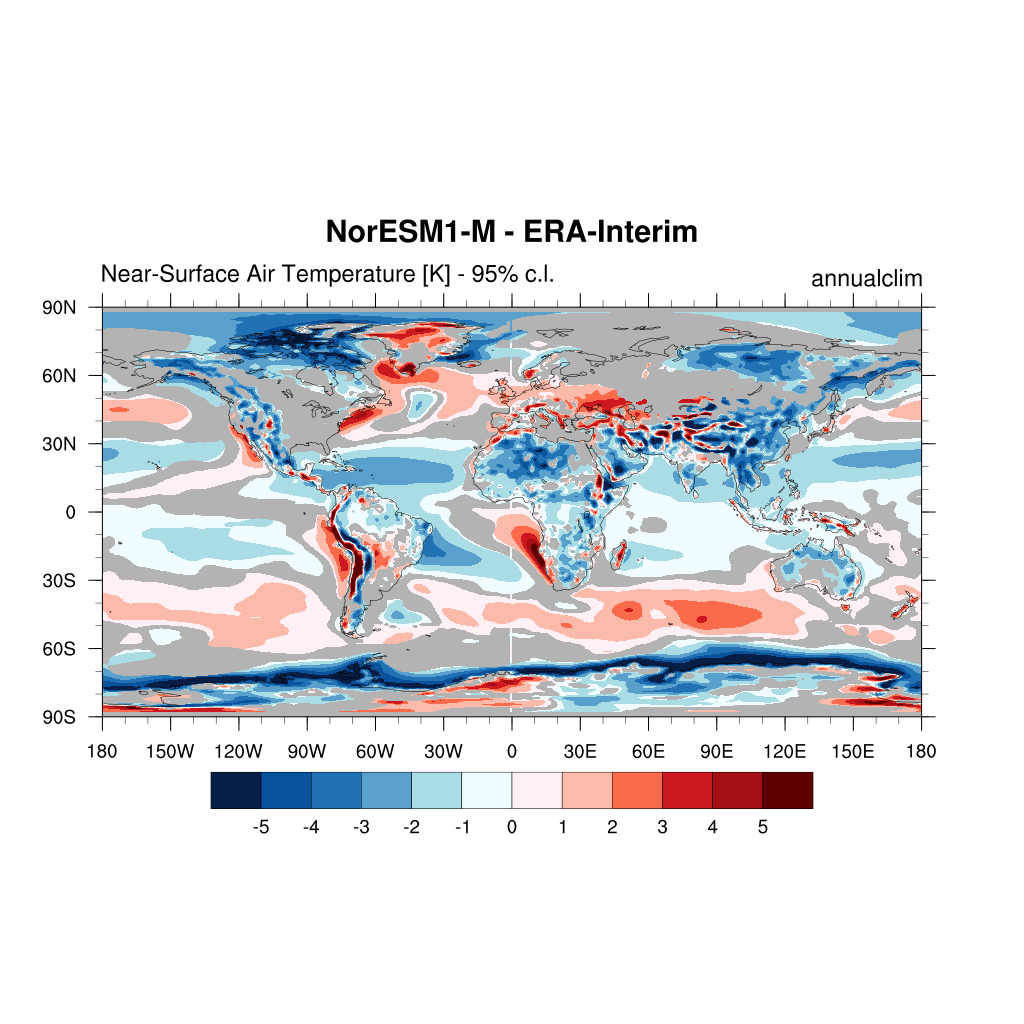 NorESM1-M - ERA-Interim
Near-Surface Air Temperature [K] - 95% c.l.
annualclim
90N
60N
30N
0
30S
60S
90S
180 150W 120W 90W 60W 30W 0 30E 60E 90E 120E 150E 180
-5 -4 -3 -2 -1 0 1 2 3 4 5